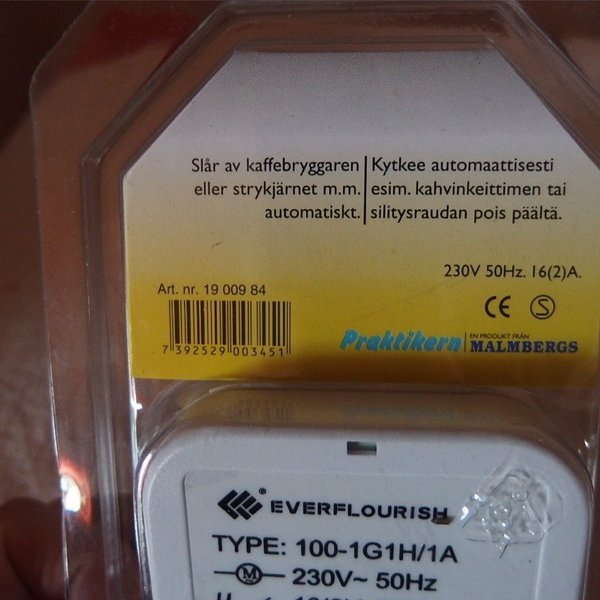 Slår av kaffebryggaren
eller strykjärnet m.m.
automatiskt.
Kytkee automaattisesti
esim. kahvinkeittimen tai
silitysraudan pois päältä.
230V 50Hz. 16(2)A.
Art. nr. 19 009 84
7 392529 003451
CE S
Praktikern
EN PRODUKT FRÅN
MALMBERGS
EVERFLOURISH
TYPE: 100-1G1H/1A
M 230V~ 50Hz